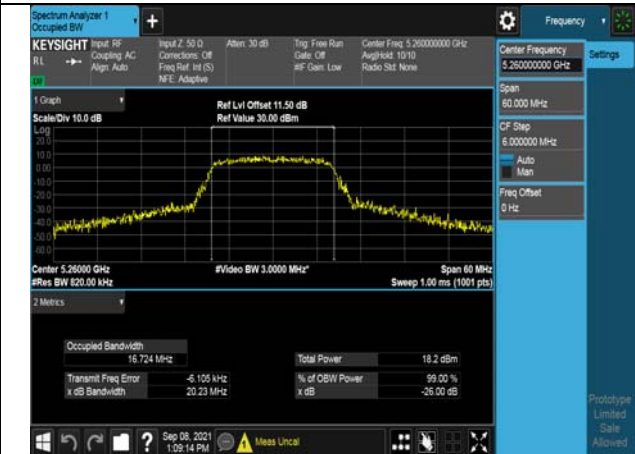 Spectrum Analyzer 1
Occupied BW
Frequency
KEYSIGHT
RL
Input: RF
Coupling: AC
Align: Auto
Input Z: 50 Ω
Corrections: Off
Freq Ref: Int (S)
NFE: Adaptive
Atten: 30 dB
Trig: Free Run
Gate: Off
#IF Gain: Low
Center Freq: 5.260000000 GHz
Avg|Hold: 10/10
Radio Std: None
Center Frequency
5.260000000 GHz
Settings
Span
60.000 MHz
CF Step
6.000000 MHz
Auto
Man
Freq Offset
0 Hz
1 Graph
Scale/Div 10.0 dB
Ref Lvl Offset 11.50 dB
Ref Value 30.00 dBm
Log
20.0
10.0
0.00
-10.0
-20.0
-30.0
-40.0
-50.0
-60.0
Center 5.26000 GHz
#Video BW 3.0000 MHz*
Span 60 MHz
#Res BW 820.00 kHz
Sweep 1.00 ms (1001 pts)
2 Metrics
Occupied Bandwidth
16.724 MHz
Total Power
18.2 dBm
Transmit Freq Error
-6.105 kHz
% of OBW Power
99.00 %
x dB Bandwidth
20.23 MHz
x dB
-26.00 dB
Prototype
Limited
Sale
Allowed
?
Sep 08, 2021
1:09:14 PM
Meas Uncal